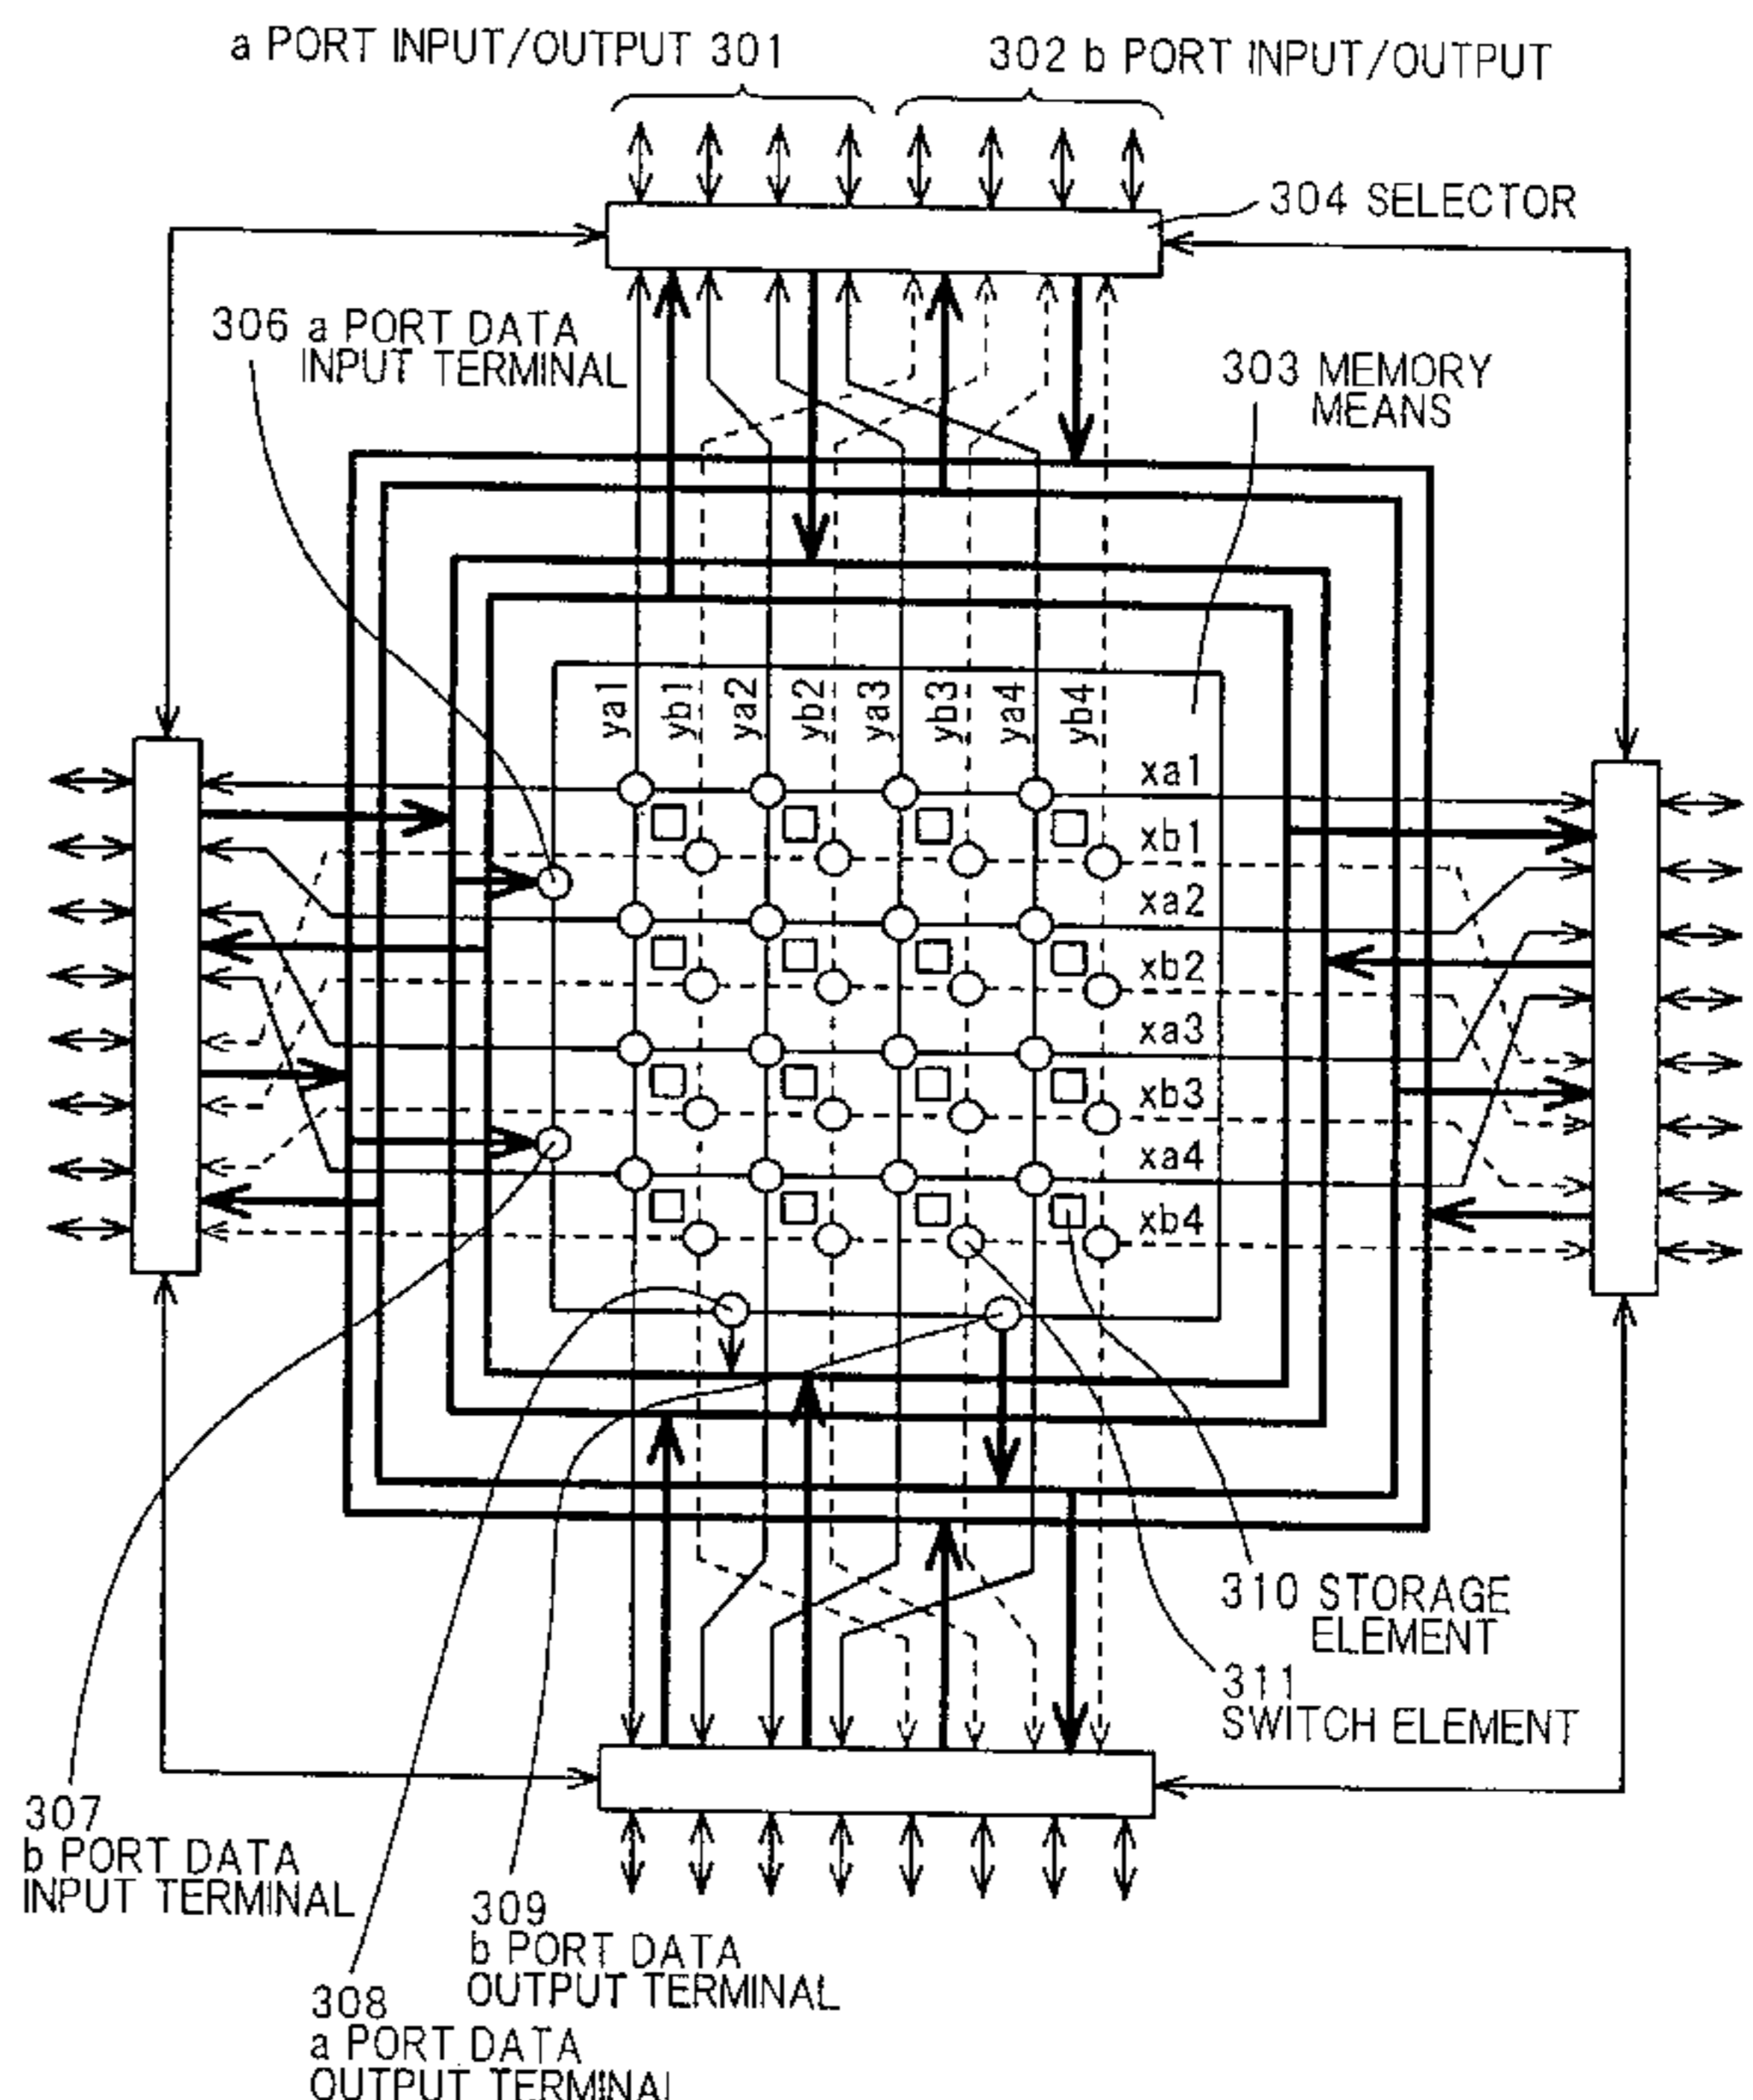 a PORT INPUT/OUTPUT 301
302 b PORT INPUT/OUTPUT
304 SELECTOR
306 a PORT DATA
INPUT TERMINAL
303 MEMORY
MEANS
ya1
yb1
ya2
yb2
ya3
yb3
ya4
yb4
xa1
xb1
xa2
xb2
xa3
xb3
xa4
xb4
310 STORAGE
ELEMENT
311
SWITCH ELEMENT
307
b PORT DATA
INPUT TERMINAL
309
b PORT DATA
OUTPUT TERMINAL
308
a PORT DATA
OUTPUT TERMINAL